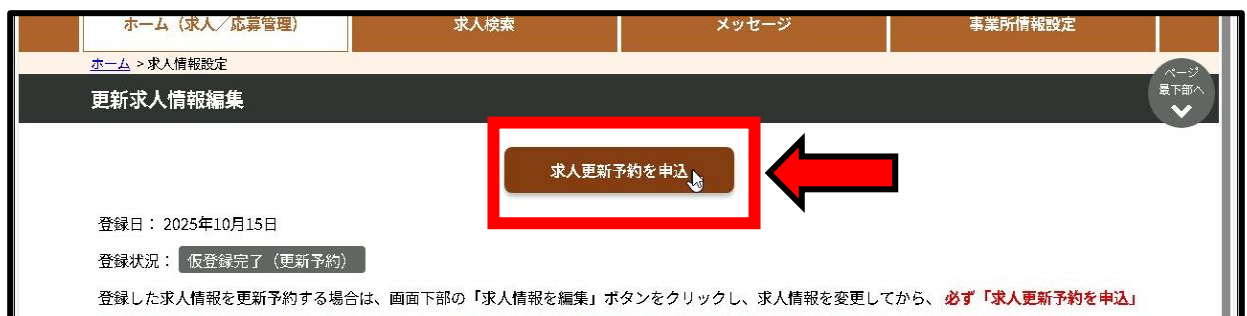 ホーム（求人／応募管理）
求人検索
メッセージ
事業所情報設定
ホーム > 求人情報設定
ページ
最下部へ
更新求人情報編集
求人更新予約を申込
登録日： 2025年10月15日
登録状況： 仮登録完了（更新予約）
登録した求人情報を更新予約する場合は、画面下部の「求人情報を編集」ボタンをクリックし、求人情報を変更してから、必ず「求人更新予約を申込」